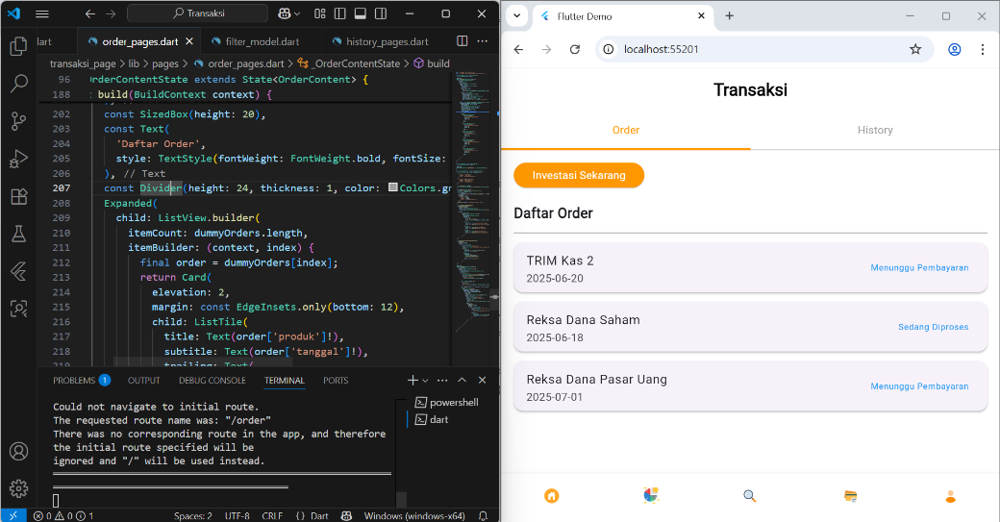 Transaksi
lart
order_pages.dart
filter_model.dart
history_pages.dart
transaksi_page > lib > pages > order_pages.dart > _OrderContentState > build
96 OrderContentState extends State<OrderContent> {
188 build(BuildContext context) {
202 const SizedBox(height: 20),
203 const Text(
204 'Daftar Order',
205 style: TextStyle(fontWeight: FontWeight.bold, fontSize:
206 ), // Text
207 const Divider(height: 24, thickness: 1, color: Colors.gr
208 Expanded(
209 child: ListView.builder(
210 itemCount: dummyOrders.length,
211 itemBuilder: (context, index) {
212 final order = dummyOrders[index];
213 return Card(
214 elevation: 2,
215 margin: const EdgeInsets.only(bottom: 12),
216 child: ListTile(
217 title: Text(order['produk']!),
218 subtitle: Text(order['tanggal']!),
219 trailing: Text(
PROBLEMS 1 OUTPUT DEBUG CONSOLE TERMINAL PORTS
Could not navigate to initial route.
The requested route name was: "/order"
There was no corresponding route in the app, and therefore
the initial route specified will be
ignored and "/" will be used instead.
powershell
dart
0 0 1 Spaces: 2 UTF-8 CRLF {} Dart Windows (windows-x64)
Flutter Demo
localhost:55201
Transaksi
Order
History
Investasi Sekarang
Daftar Order
TRIM Kas 2
2025-06-20
Menunggu Pembayaran
Reksa Dana Saham
2025-06-18
Sedang Diproses
Reksa Dana Pasar Uang
2025-07-01
Menunggu Pembayaran